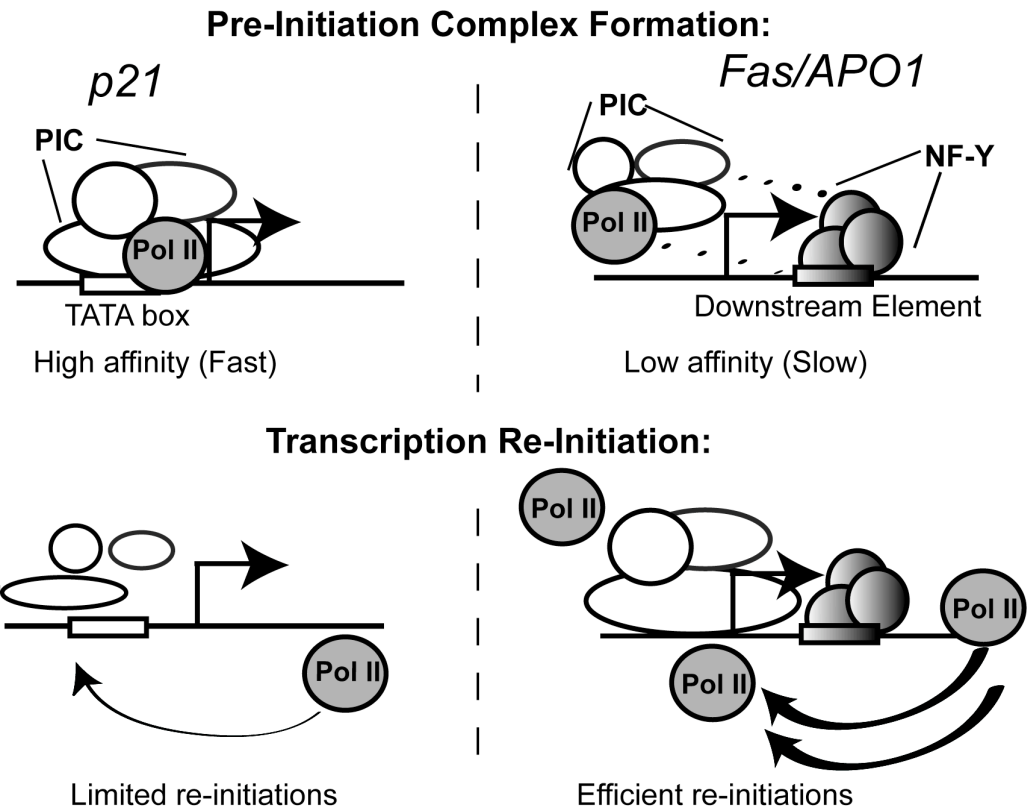 Pre-Initiation Complex Formation:
p21
Fas/APO1
PIC
PIC
NF-Y
Pol II
Pol II
TATA box
Downstream Element
High affinity (Fast)
Low affinity (Slow)
Transcription Re-Initiation:
Pol II
Pol II
Pol II
Pol II
Limited re-initiations
Efficient re-initiations